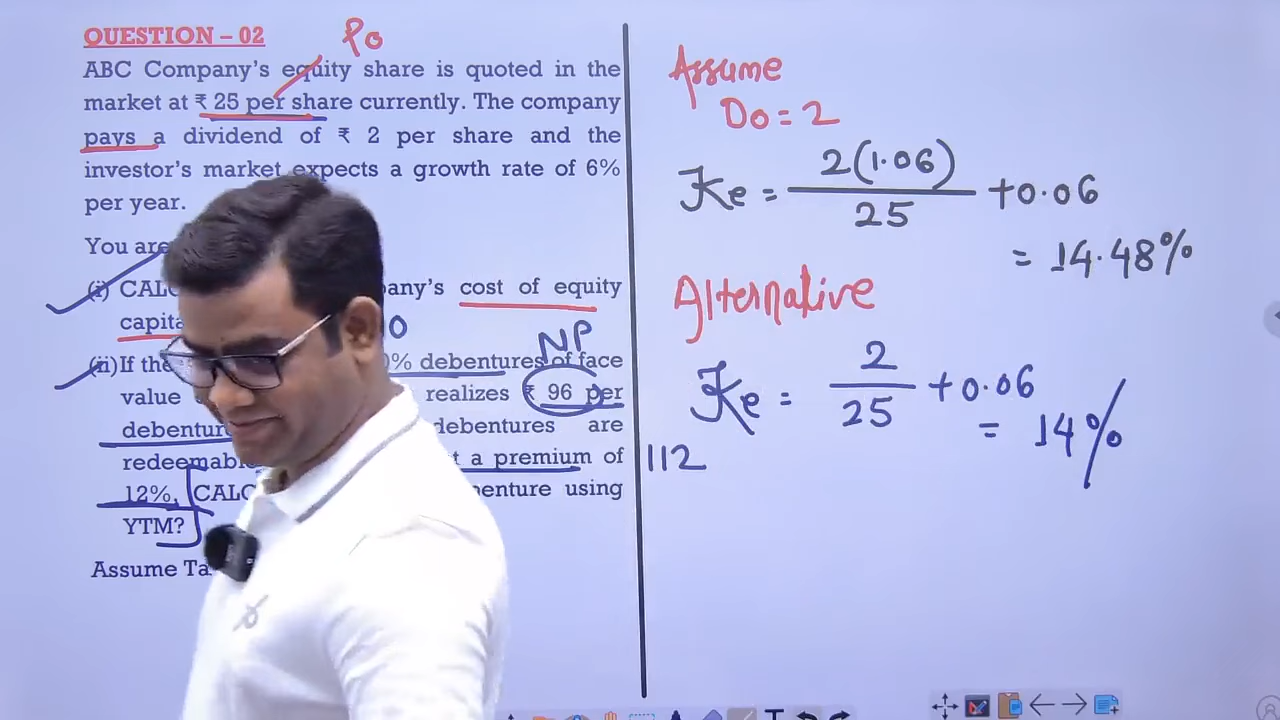 QUESTION – 02
Po
ABC Company's equity share is quoted in the
market at ₹ 25 per share currently. The company
pays a dividend of ₹ 2 per share and the
investor's market expects a growth rate of 6%
per year.
You are
(i) CALC pany's cost of equity
capita
NP
(ii) If the 0% debentures of face
value realizes ₹ 96 per
debentur debentures are
redeemabl t a premium of
12%, CALC enture using
YTM?
Assume Ta
112
Assume
Do = 2
Ke = 2(1.06) / 25 + 0.06
= 14.48%
Alternative
Ke = 2 / 25 + 0.06
= 14%